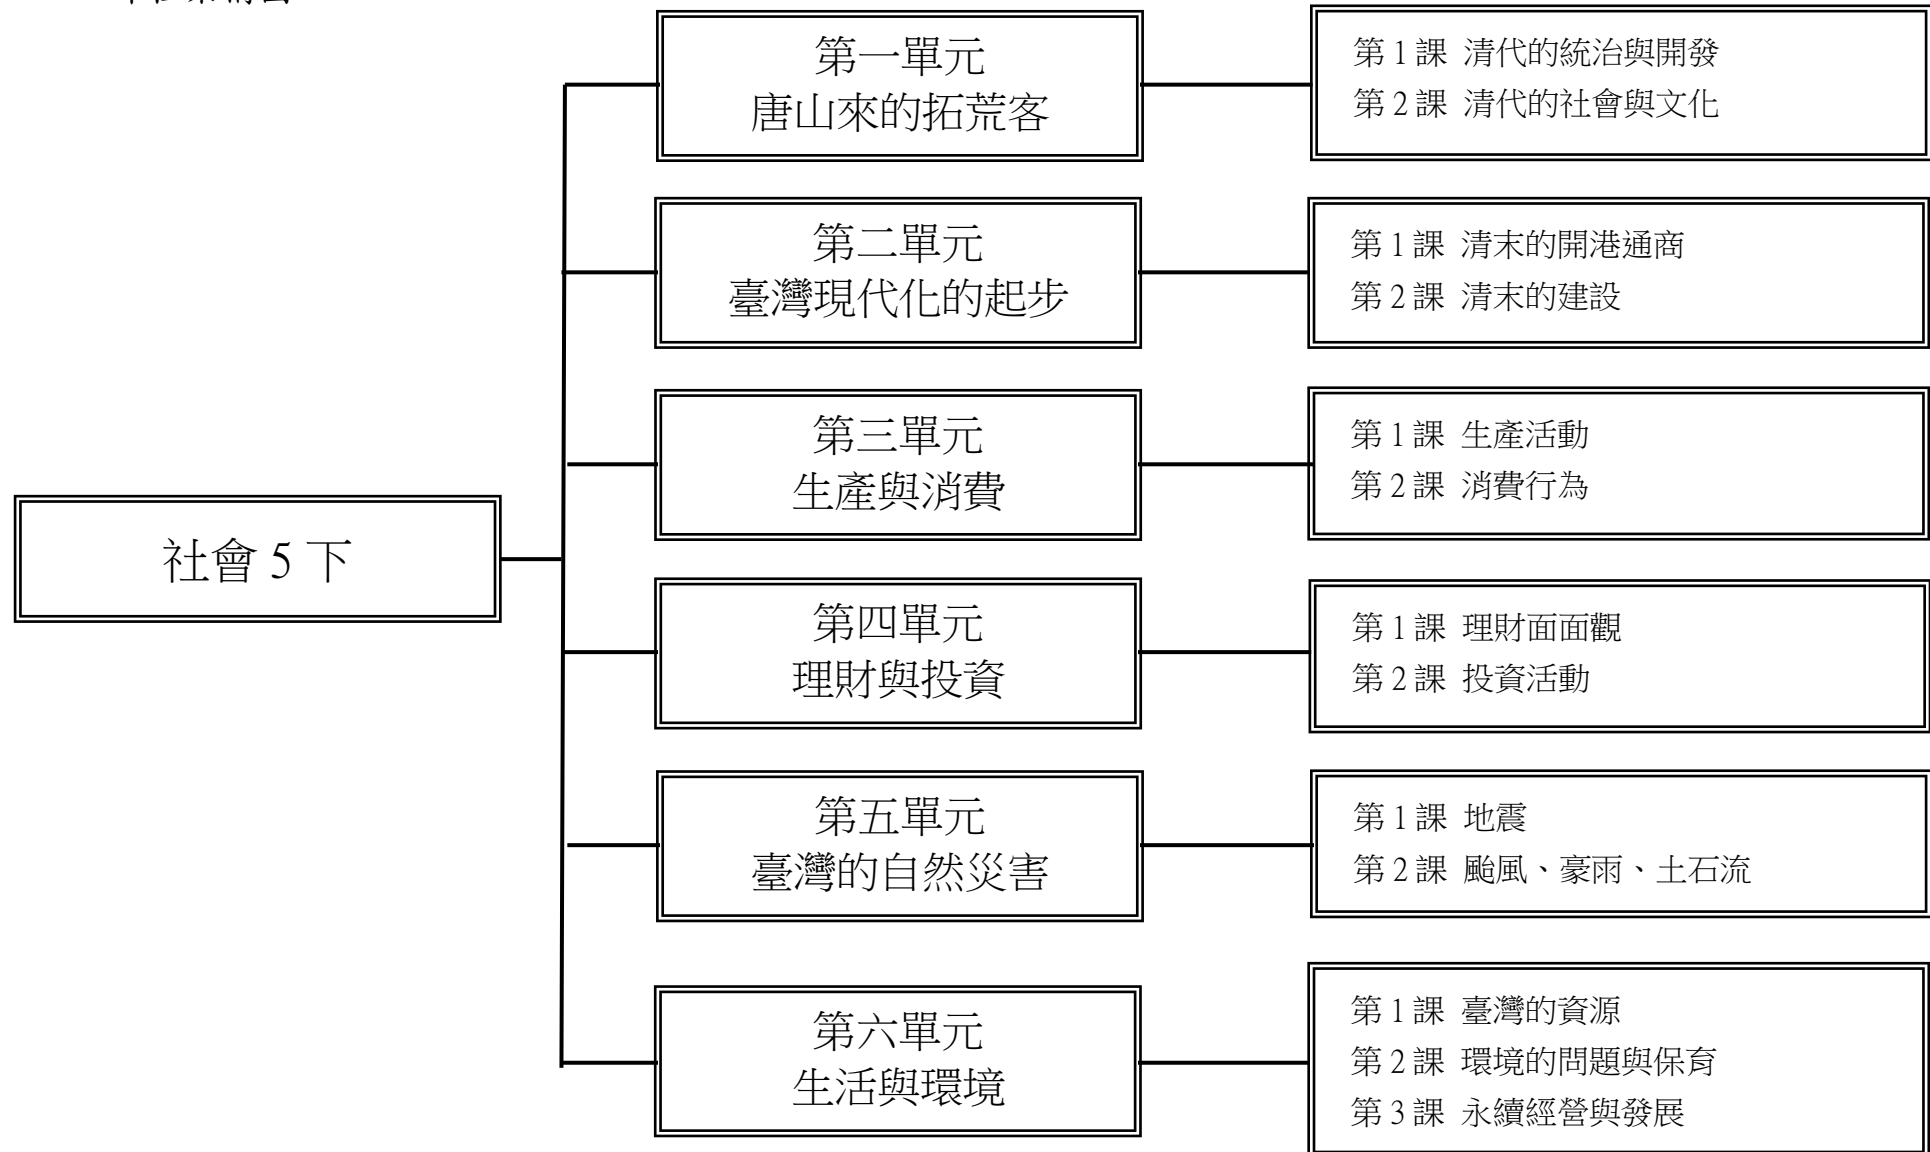 社會 5 下
第一單元
唐山來的拓荒客
第 1 課 清代的統治與開發
第 2 課 清代的社會與文化
第二單元
臺灣現代化的起步
第 1 課 清末的開港通商
第 2 課 清末的建設
第三單元
生產與消費
第 1 課 生產活動
第 2 課 消費行為
第四單元
理財與投資
第 1 課 理財面面觀
第 2 課 投資活動
第五單元
臺灣的自然災害
第 1 課 地震
第 2 課 颱風、豪雨、土石流
第六單元
生活與環境
第 1 課 臺灣的資源
第 2 課 環境的問題與保育
第 3 課 永續經營與發展